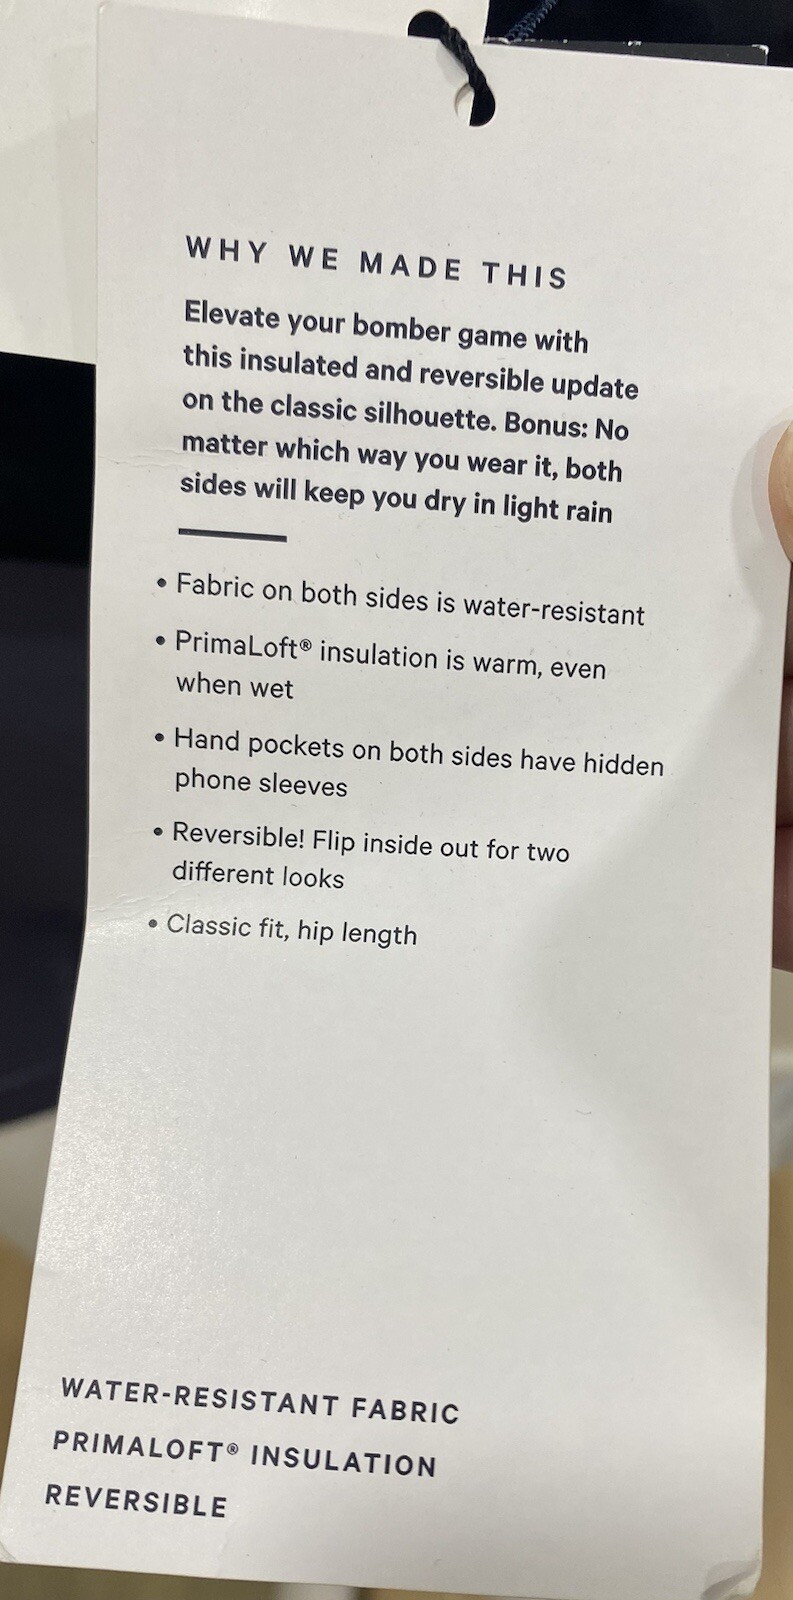 WHY WE MADE THIS
Elevate your bomber game with
this insulated and reversible update
on the classic silhouette. Bonus: No
matter which way you wear it, both
sides will keep you dry in light rain
• Fabric on both sides is water-resistant
• PrimaLoft® insulation is warm, even
when wet
• Hand pockets on both sides have hidden
phone sleeves
• Reversible! Flip inside out for two
different looks
• Classic fit, hip length
WATER-RESISTANT FABRIC
PRIMALOFT® INSULATION
REVERSIBLE